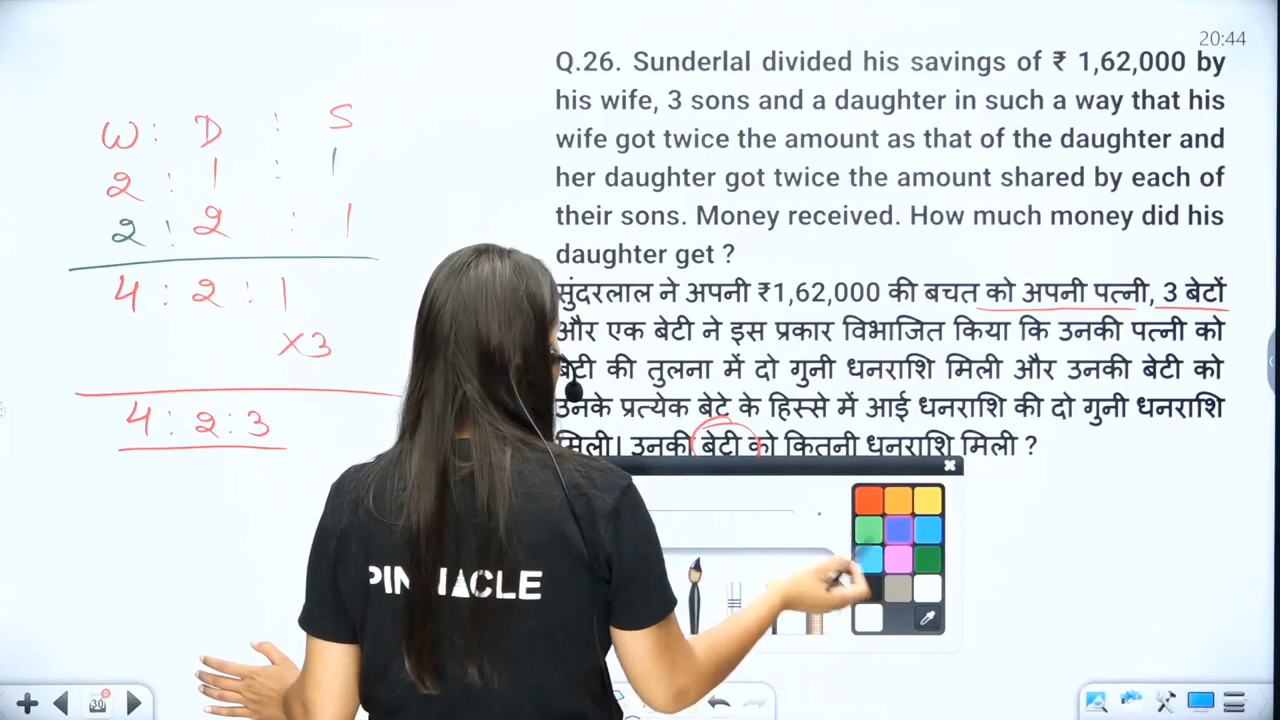 20:44
Q.26. Sunderlal divided his savings of ₹ 1,62,000 by
his wife, 3 sons and a daughter in such a way that his
wife got twice the amount as that of the daughter and
her daughter got twice the amount shared by each of
their sons. Money received. How much money did his
daughter get ?
सुंदरलाल ने अपनी ₹1,62,000 की बचत को अपनी पत्नी, 3 बेटों
और एक बेटी ने इस प्रकार विभाजित किया कि उनकी पत्नी को
बेटी की तुलना में दो गुनी धनराशि मिली और उनकी बेटी को
उनके प्रत्येक बेटे के हिस्से में आई धनराशि की दो गुनी धनराशि
मिली। उनकी बेटी को कितनी धनराशि मिली ?
W : D : S
2 : 1 : 1
2 : 2 : 1
4 : 2 : 1
×3
4 : 2 : 3
PINNACLE
30